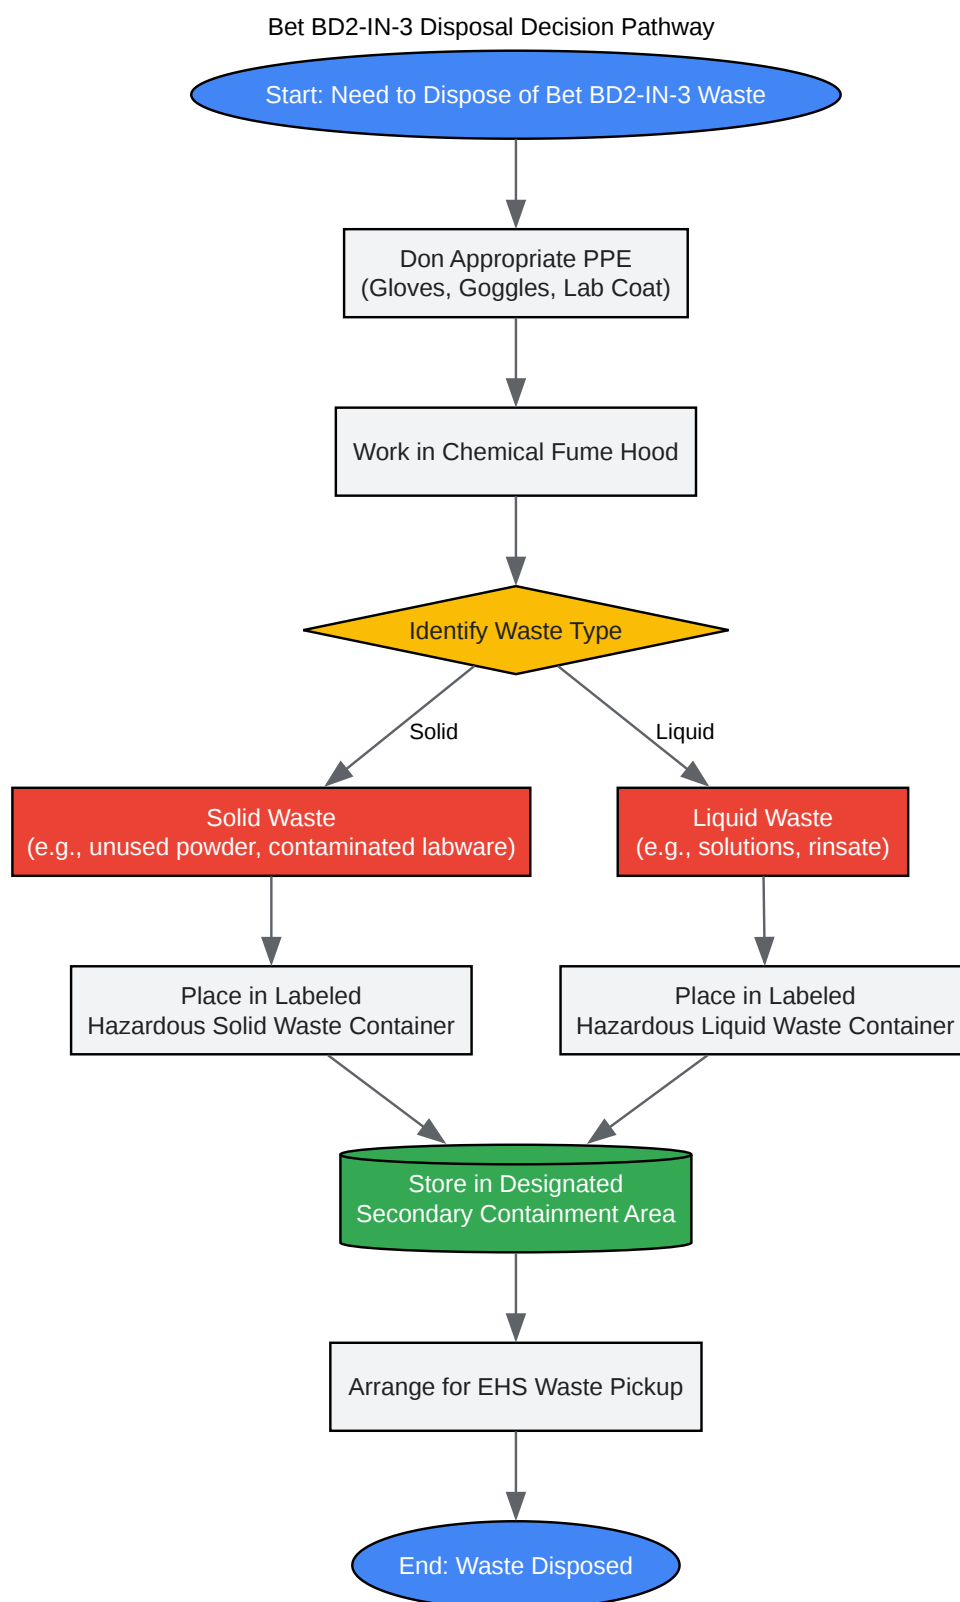 Bet BD2-IN-3 Disposal Decision Pathway
Start: Need to Dispose of Bet BD2-IN-3 Waste
Don Appropriate PPE
(Gloves, Goggles, Lab Coat)
Work in Chemical Fume Hood
Identify Waste Type
Solid
Liquid
Solid Waste
(e.g., unused powder, contaminated labware)
Liquid Waste
(e.g., solutions, rinsate)
Place in Labeled
Hazardous Solid Waste Container
Place in Labeled
Hazardous Liquid Waste Container
Store in Designated
Secondary Containment Area
Arrange for EHS Waste Pickup
End: Waste Disposed